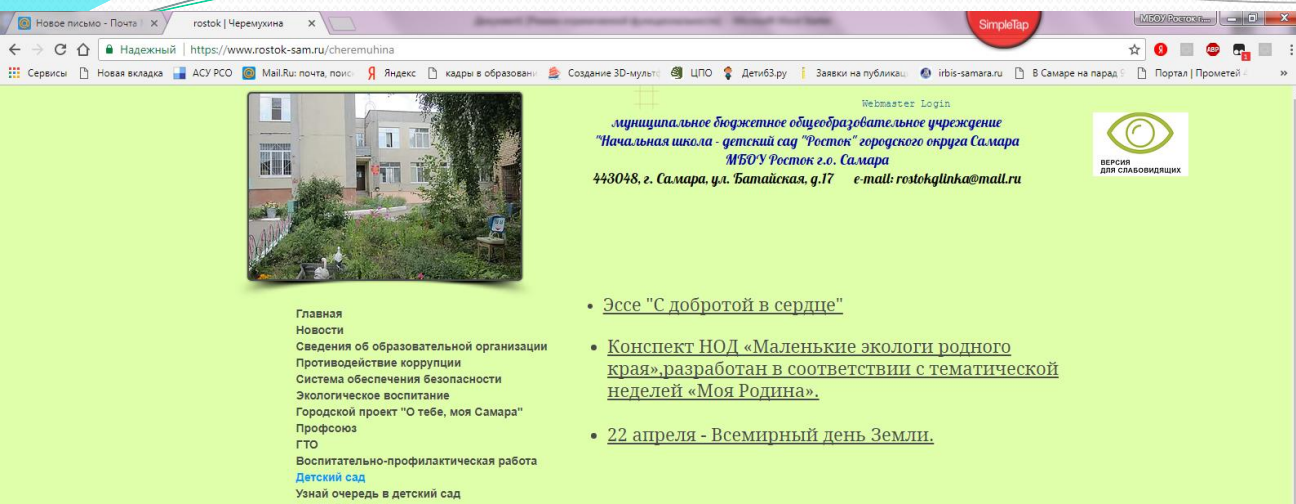 Новое письмо - Почта
rostok | Черемухина
SimpleTap
Надежный | https://www.rostok-sam.ru/cheremuhina
Сервисы Новая вкладка АСУ РСО Mail.Ru: почта, поис Яндекс кадры в образовани Создание 3D-мульт ЦПО Дети63.ру Заявки на публикац irbis-samara.ru В Самаре на парад Портал | Прометей »
Webmaster Login
муниципальное бюджетное общеобразовательное учреждение
"Начальная школа - детский сад "Росток" городского округа Самара
МБОУ Росток г.о. Самара
443048, г. Самара, ул. Батайская, д.17 e-mail: rostokglinka@mail.ru
ВЕРСИЯ
ДЛЯ СЛАБОВИДЯЩИХ
Главная
Новости
Сведения об образовательной организации
Противодействие коррупции
Система обеспечения безопасности
Экологическое воспитание
Городской проект "О тебе, моя Самара"
Профсоюз
ГТО
Воспитательно-профилактическая работа
Детский сад
Узнай очередь в детский сад
• Эссе "С добротой в сердце"
• Конспект НОД «Маленькие экологи родного
края»,разработан в соответствии с тематической
неделей «Моя Родина».
• 22 апреля - Всемирный день Земли.